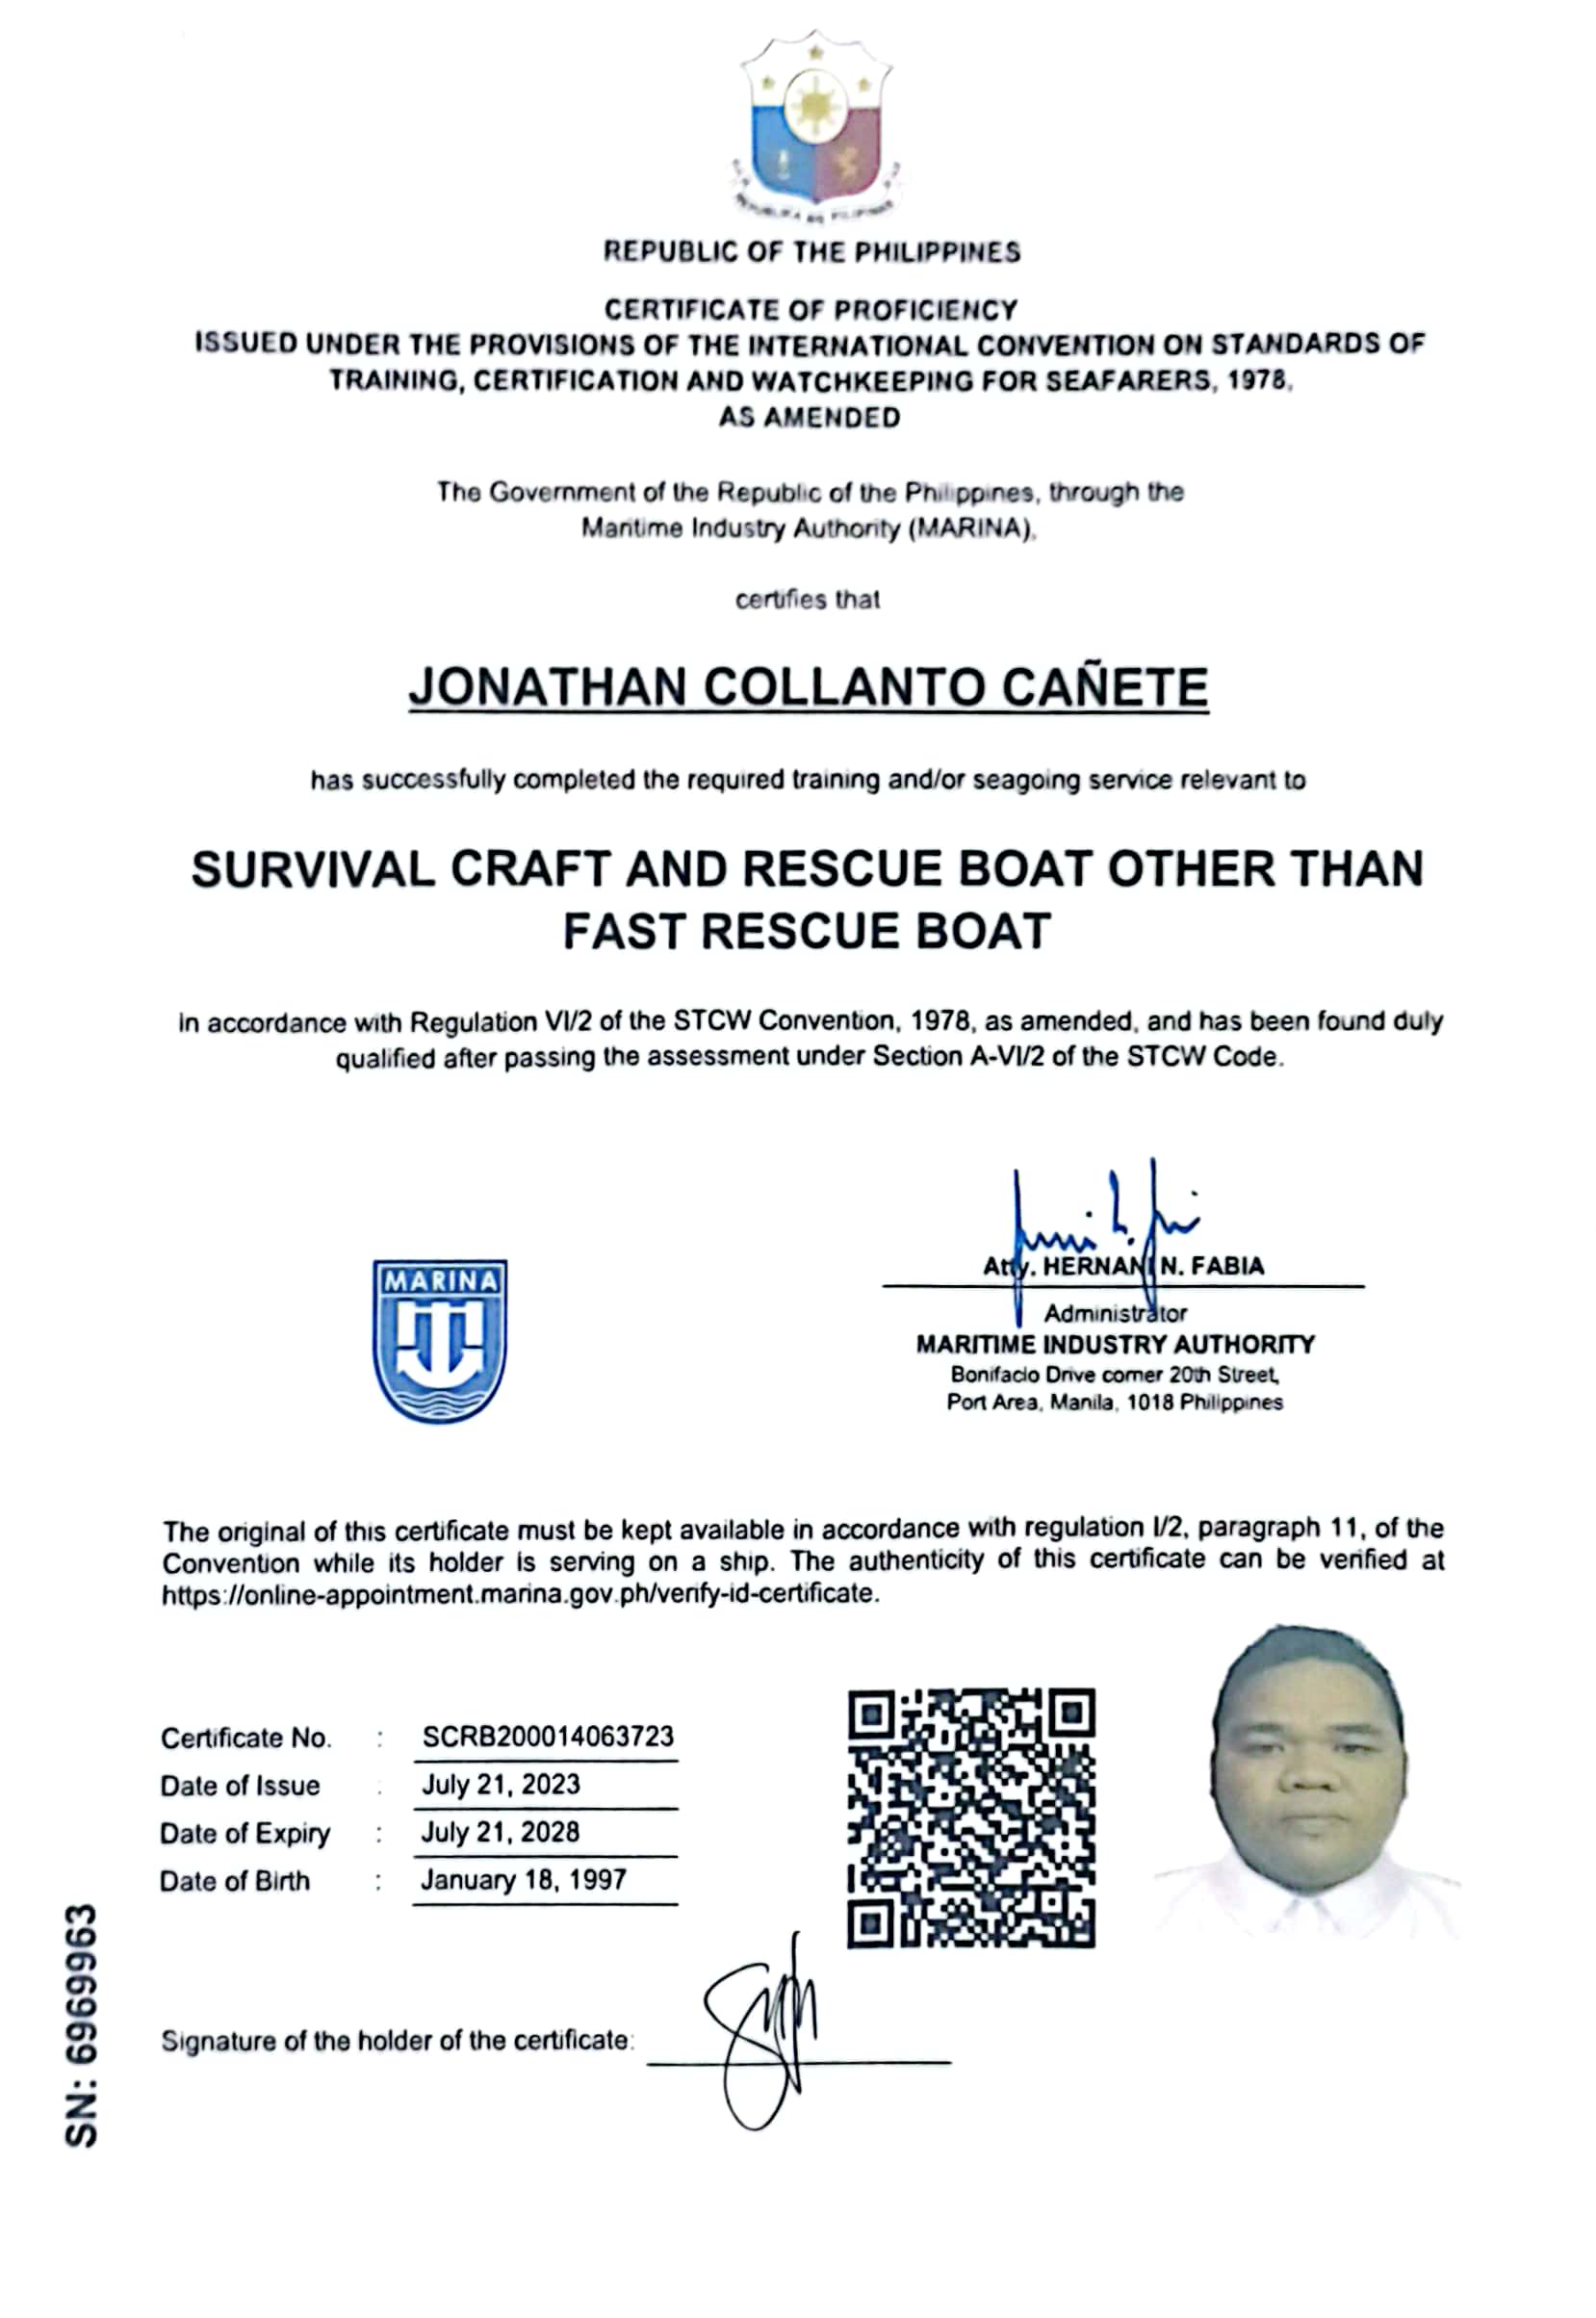 REPUBLIKA NG PILIPINAS
REPUBLIC OF THE PHILIPPINES
CERTIFICATE OF PROFICIENCY
ISSUED UNDER THE PROVISIONS OF THE INTERNATIONAL CONVENTION ON STANDARDS OF
TRAINING, CERTIFICATION AND WATCHKEEPING FOR SEAFARERS, 1978,
AS AMENDED
The Government of the Republic of the Philippines, through the
Maritime Industry Authority (MARINA),
certifies that
JONATHAN COLLANTO CAÑETE
has successfully completed the required training and/or seagoing service relevant to
SURVIVAL CRAFT AND RESCUE BOAT OTHER THAN
FAST RESCUE BOAT
in accordance with Regulation VI/2 of the STCW Convention, 1978, as amended, and has been found duly
qualified after passing the assessment under Section A-VI/2 of the STCW Code.
MARINA
Atty. HERNANI N. FABIA
Administrator
MARITIME INDUSTRY AUTHORITY
Bonifacio Drive corner 20th Street,
Port Area, Manila, 1018 Philippines
The original of this certificate must be kept available in accordance with regulation I/2, paragraph 11, of the
Convention while its holder is serving on a ship. The authenticity of this certificate can be verified at
https://online-appointment.marina.gov.ph/verify-id-certificate.
Certificate No. : SCRB200014063723
Date of Issue : July 21, 2023
Date of Expiry : July 21, 2028
Date of Birth : January 18, 1997
Signature of the holder of the certificate:
SN: 6969963